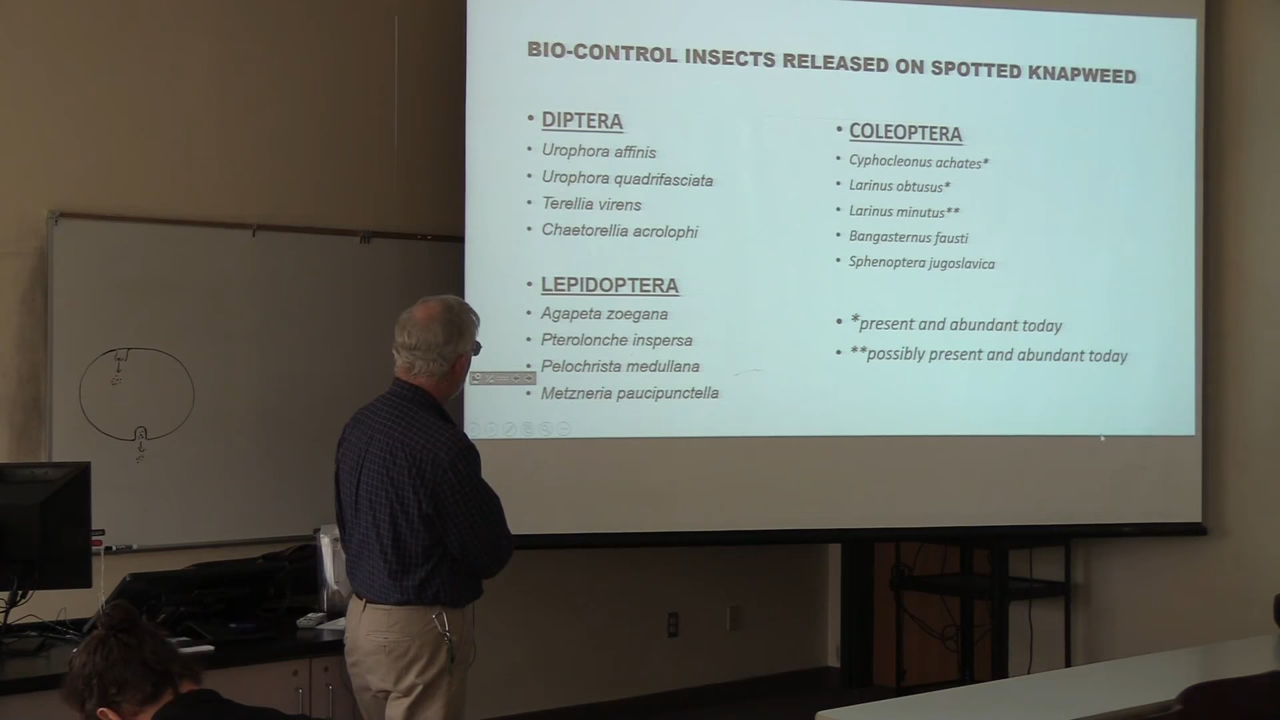 BIO-CONTROL INSECTS RELEASED ON SPOTTED KNAPWEED
• DIPTERA
• Urophora affinis
• Urophora quadrifasciata
• Terellia virens
• Chaetorellia acrolophi
• LEPIDOPTERA
• Agapeta zoegana
• Pterolonche inspersa
• Pelochrista medullana
• Metzneria paucipunctella
• COLEOPTERA
• Cyphocleonus achates*
• Larinus obtusus*
• Larinus minutus**
• Bangasternus fausti
• Sphenoptera jugoslavica
• *present and abundant today
• **possibly present and abundant today